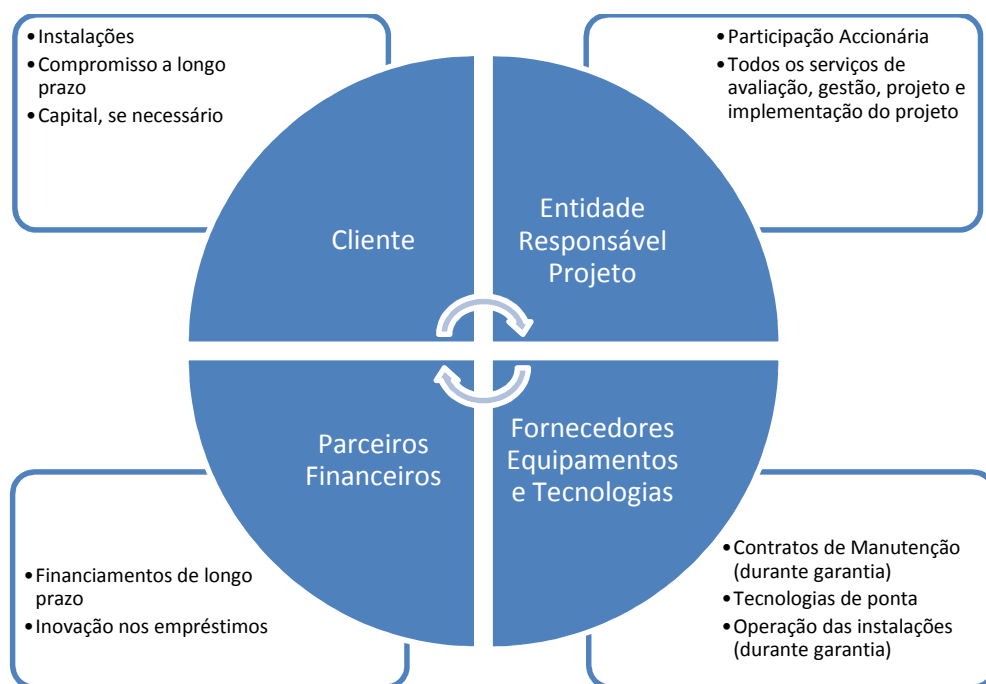 •Instalações
•Compromisso a longo
prazo
•Capital, se necessário
•Participação Accionária
•Todos os serviços de
avaliação, gestão, projeto e
implementação do projeto
Cliente
Entidade
Responsável
Projeto
Parceiros
Financeiros
Fornecedores
Equipamentos
e Tecnologias
•Financiamentos de longo
prazo
•Inovação nos empréstimos
•Contratos de Manutenção
(durante garantia)
•Tecnologias de ponta
•Operação das instalações
(durante garantia)